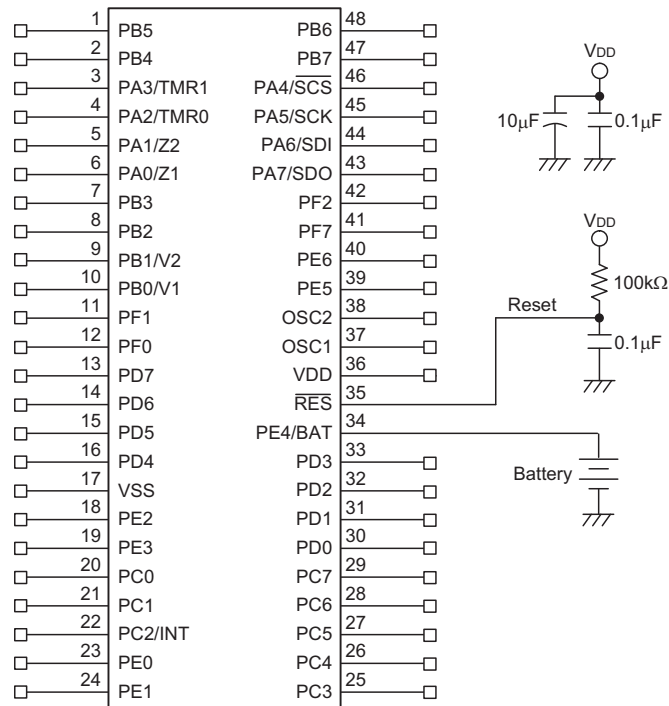 1 PB5 PB6 48
2 PB4 PB7 47
3 PA3/TMR1 PA4/SCS 46
4 PA2/TMR0 PA5/SCK 45
5 PA1/Z2 PA6/SDI 44
6 PA0/Z1 PA7/SDO 43
7 PB3 PF2 42
8 PB2 PF7 41
9 PB1/V2 PE6 40
10 PB0/V1 PE5 39
11 PF1 OSC2 38
12 PF0 OSC1 37
13 PD7 VDD 36
14 PD6 RES 35
15 PD5 PE4/BAT 34
16 PD4 PD3 33
17 VSS PD2 32
18 PE2 PD1 31
19 PE3 PD0 30
20 PC0 PC7 29
21 PC1 PC6 28
22 PC2/INT PC5 27
23 PE0 PC4 26
24 PE1 PC3 25
VDD
10μF 0.1μF
VDD
100kΩ
Reset
0.1μF
Battery